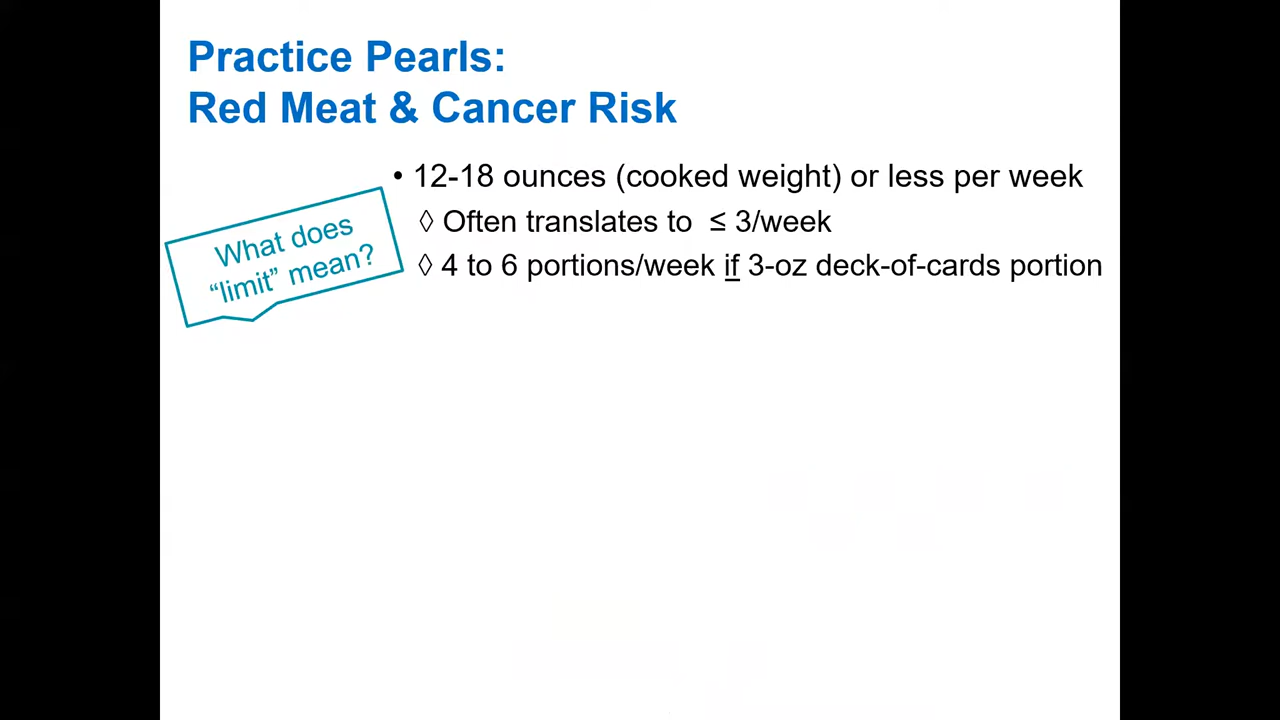 Practice Pearls:
Red Meat & Cancer Risk
• 12-18 ounces (cooked weight) or less per week
◊ Often translates to ≤ 3/week
◊ 4 to 6 portions/week if 3-oz deck-of-cards portion
What does
“limit” mean?